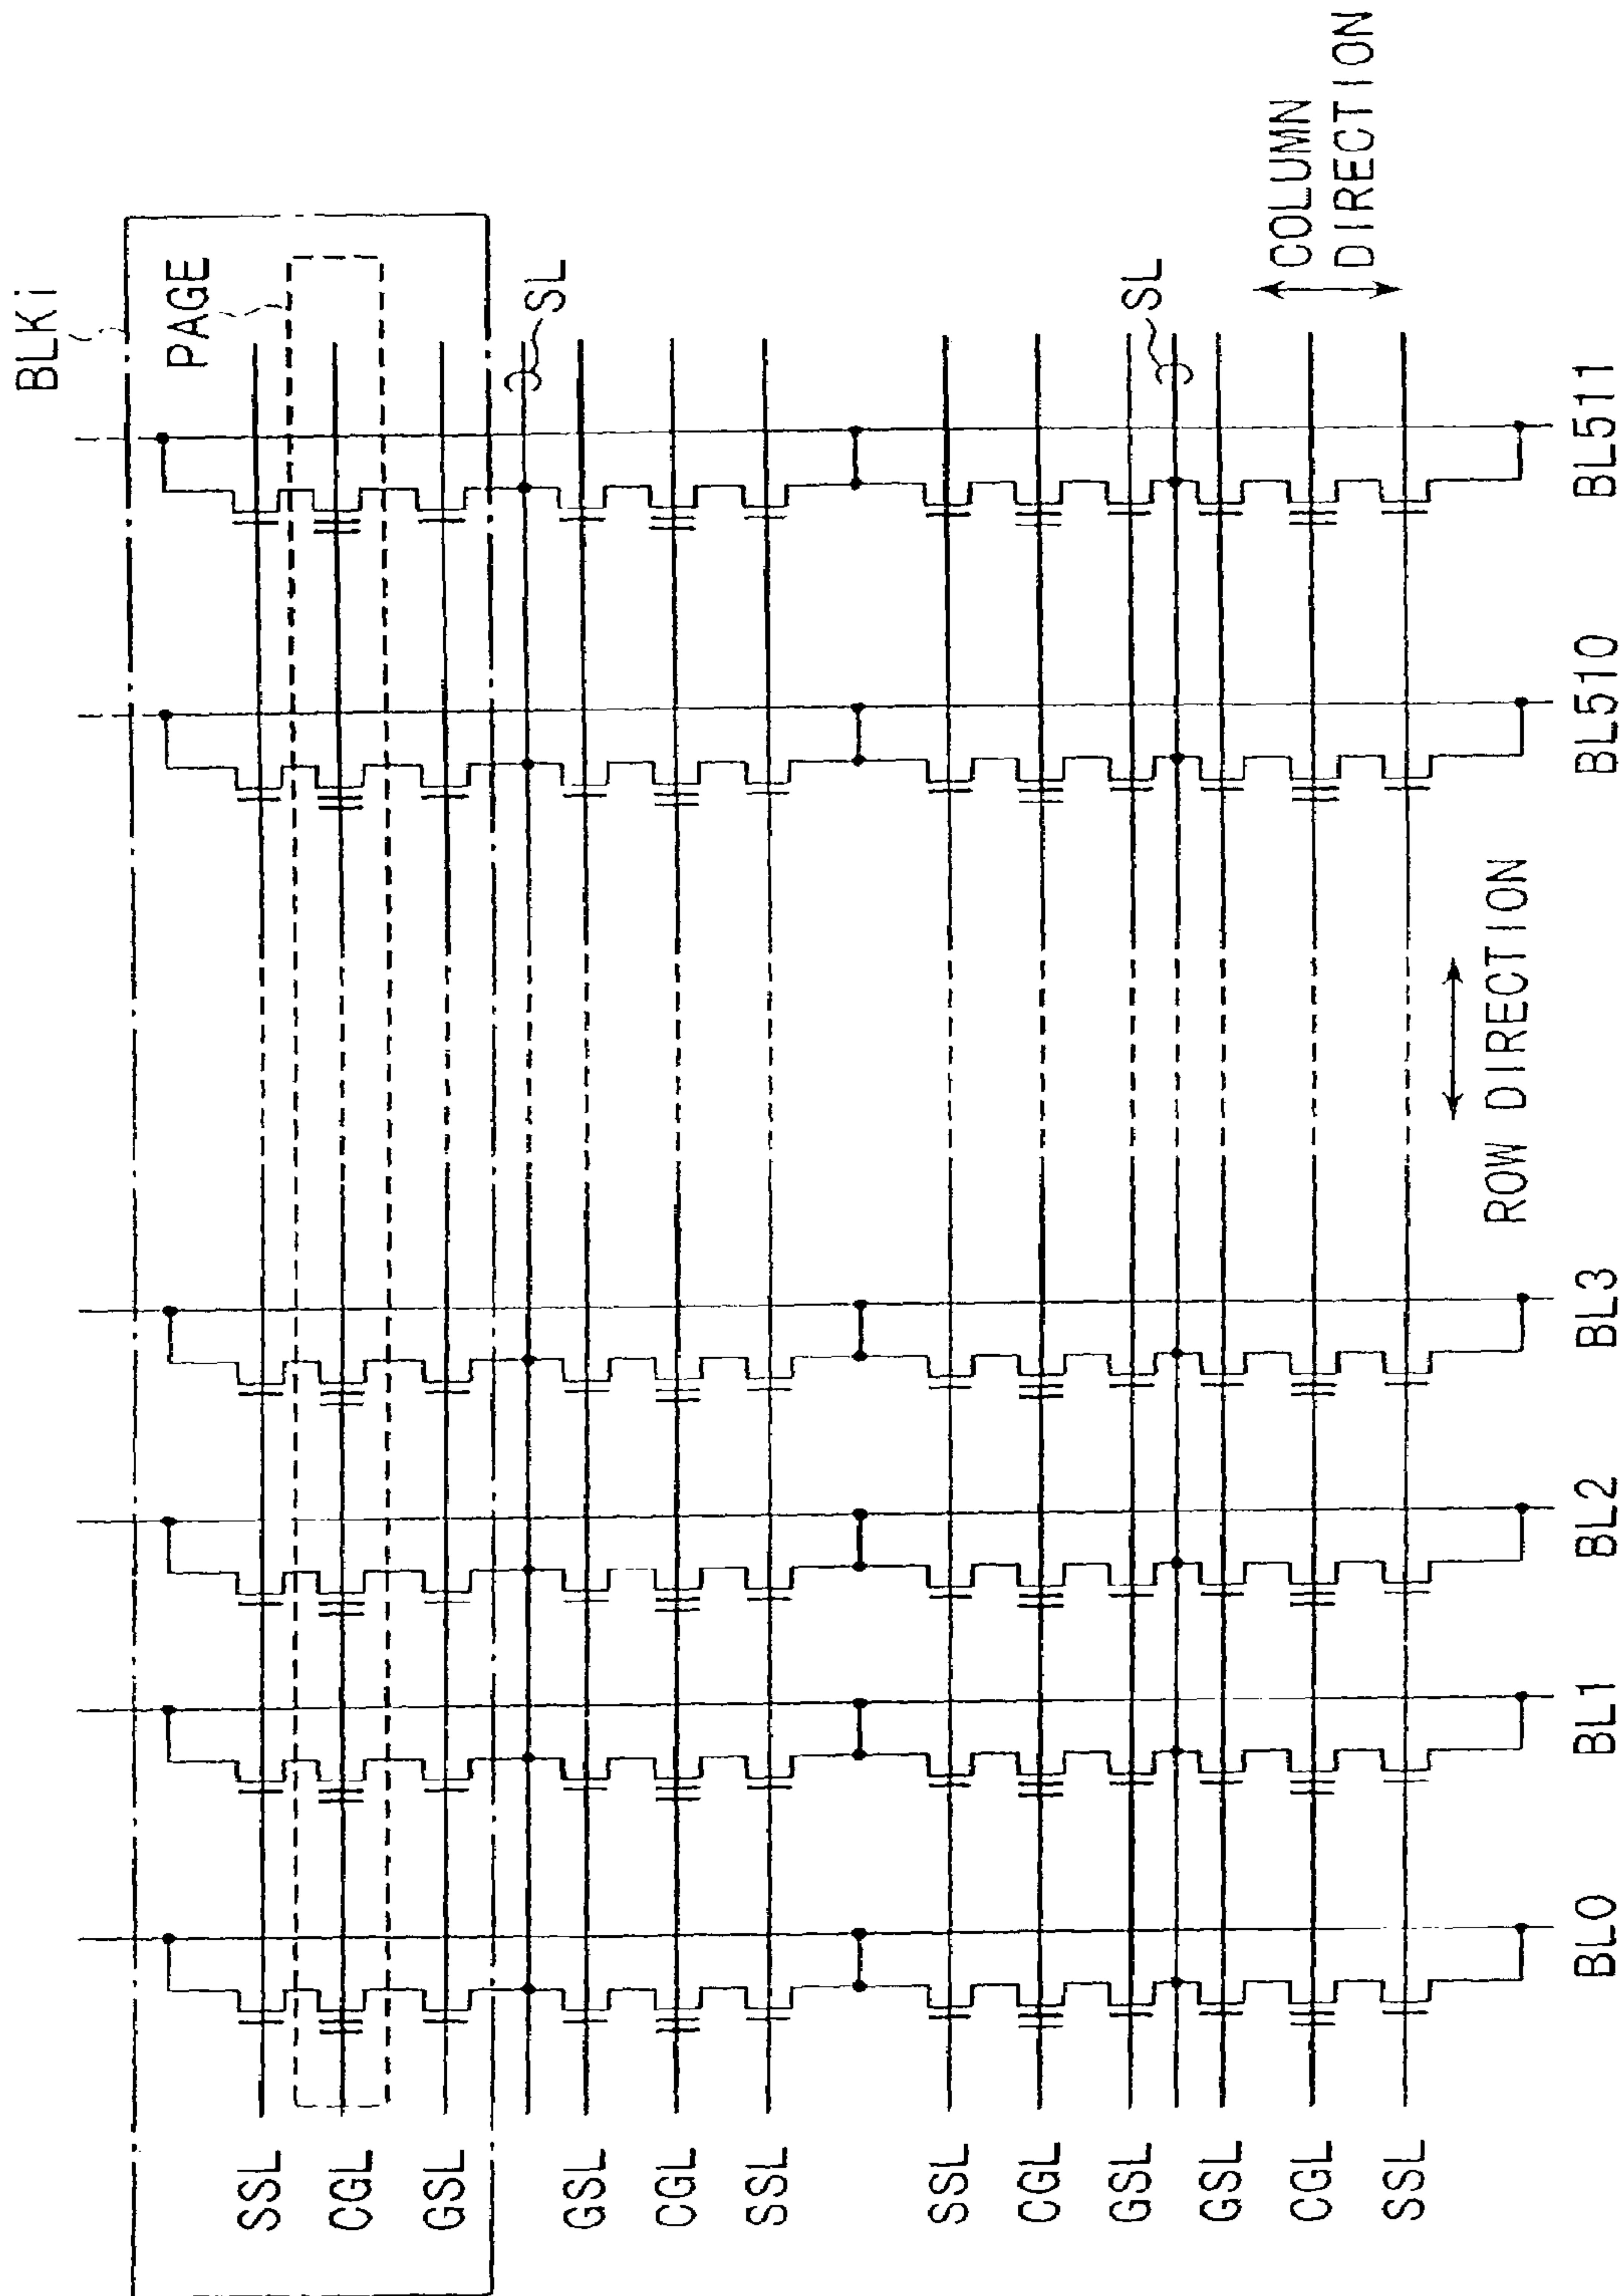 BLKi
PAGE
SSL
CGL
GSL
SL
GSL
CGL
SSL
SSL
CGL
GSL
SL
GSL
CGL
SSL
COLUMN
DIRECTION
ROW DIRECTION
BL0
BL1
BL2
BL3
BL510
BL511